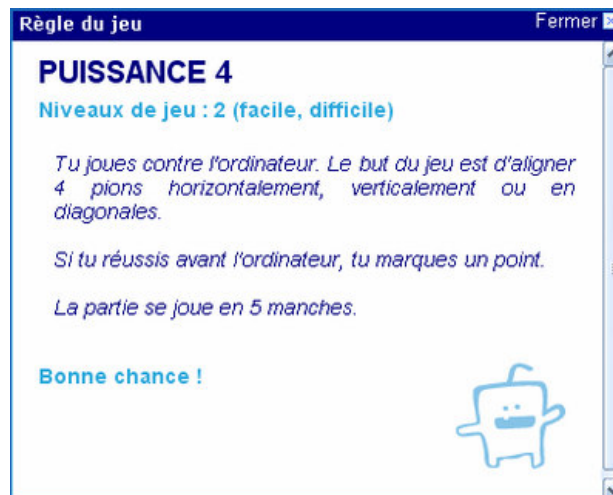 Règle du jeu
Fermer
PUISSANCE 4
Niveaux de jeu : 2 (facile, difficile)
Tu joues contre l'ordinateur. Le but du jeu est d'aligner
4 pions horizontalement, verticalement ou en
diagonales.
Si tu réussis avant l'ordinateur, tu marques un point.
La partie se joue en 5 manches.
Bonne chance !